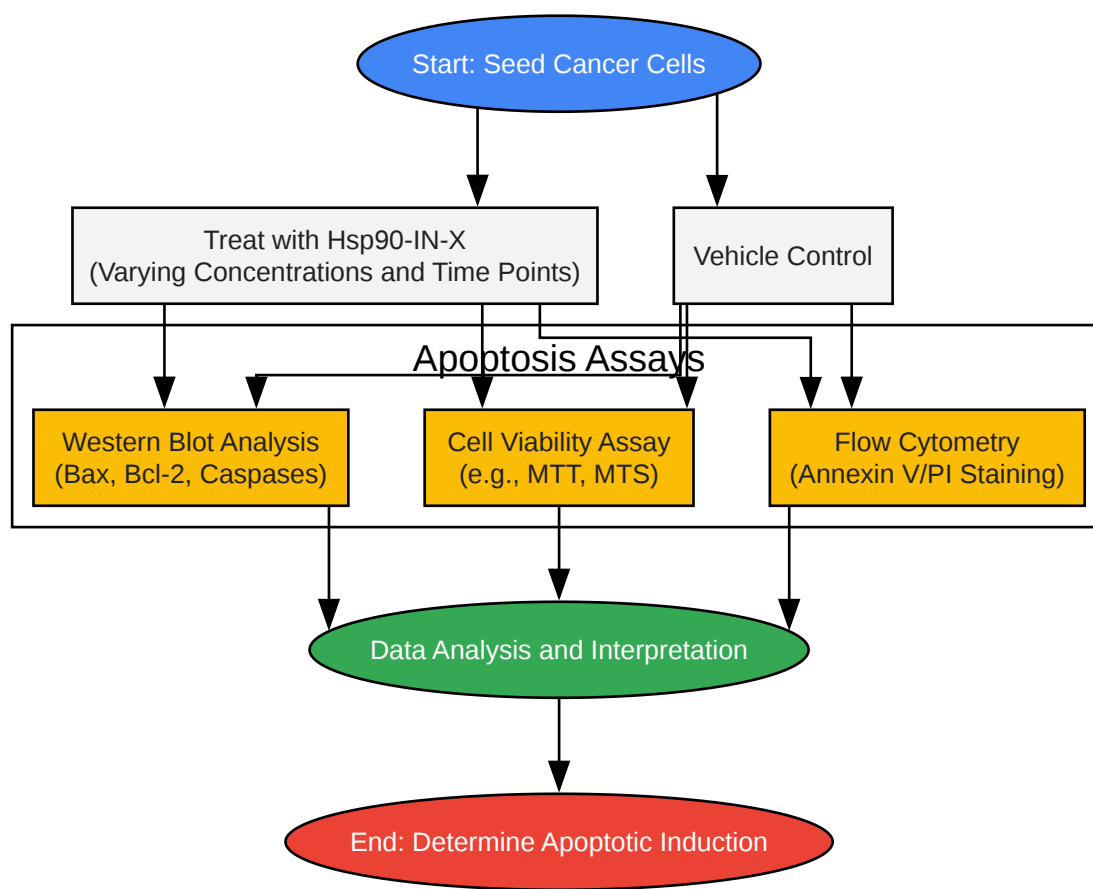 Start: Seed Cancer Cells
Treat with Hsp90-IN-X
(Varying Concentrations and Time Points)
Vehicle Control
Apoptosis Assays
Western Blot Analysis
(Bax, Bcl-2, Caspases)
Cell Viability Assay
(e.g., MTT, MTS)
Flow Cytometry
(Annexin V/PI Staining)
Data Analysis and Interpretation
End: Determine Apoptotic Induction